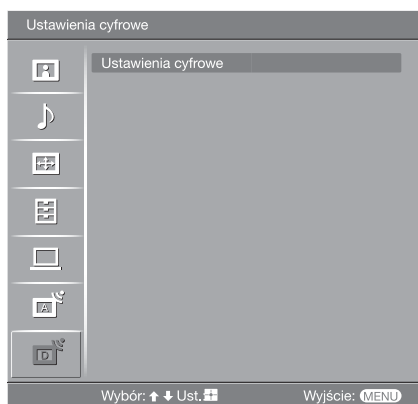 Ustawienia cyfrowe
Ustawienia cyfrowe
A
D
Wybór: ↑ ↓ Ust. Wyjście: MENU